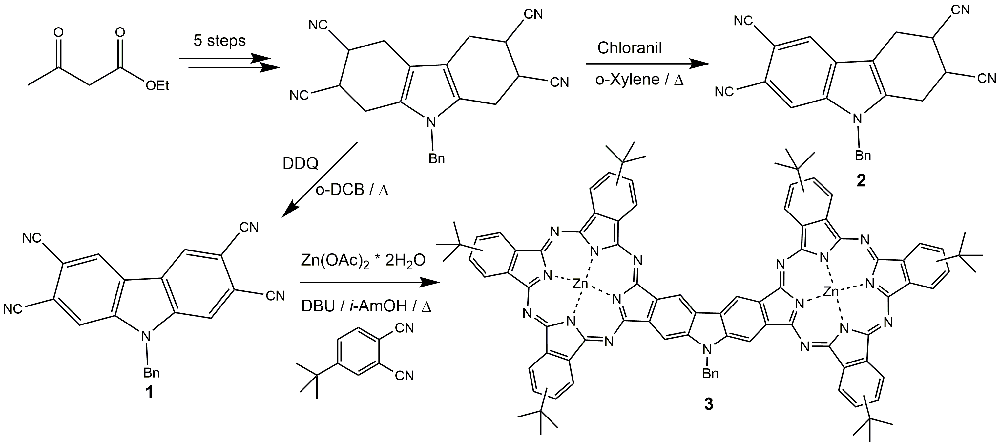 O O
OEt
5 steps
NC
CN
NC
CN
N
Bn
Chloranil
o-Xylene / Δ
NC
CN
NC
CN
N
Bn
2
DDQ
o-DCB / Δ
NC
CN
NC
CN
N
Bn
1
Zn(OAc)2 * 2H2O
DBU / i-AmOH / Δ
CN
CN
N
N
N
N
Zn
N
N
N
N
N
N
N
N
Zn
N
N
N
N
N
Bn
3